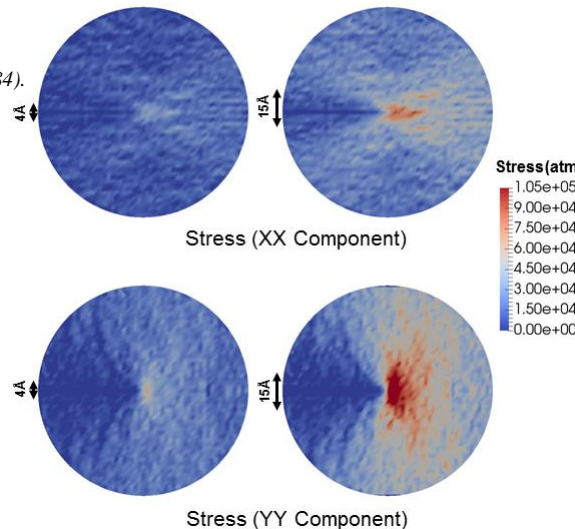 34).
4Å
15Å
Stress (XX Component)
Stress(atm
1.05e+05
9.00e+04
7.50e+04
6.00e+04
4.50e+04
3.00e+04
1.50e+04
0.00e+00
4Å
15Å
Stress (YY Component)